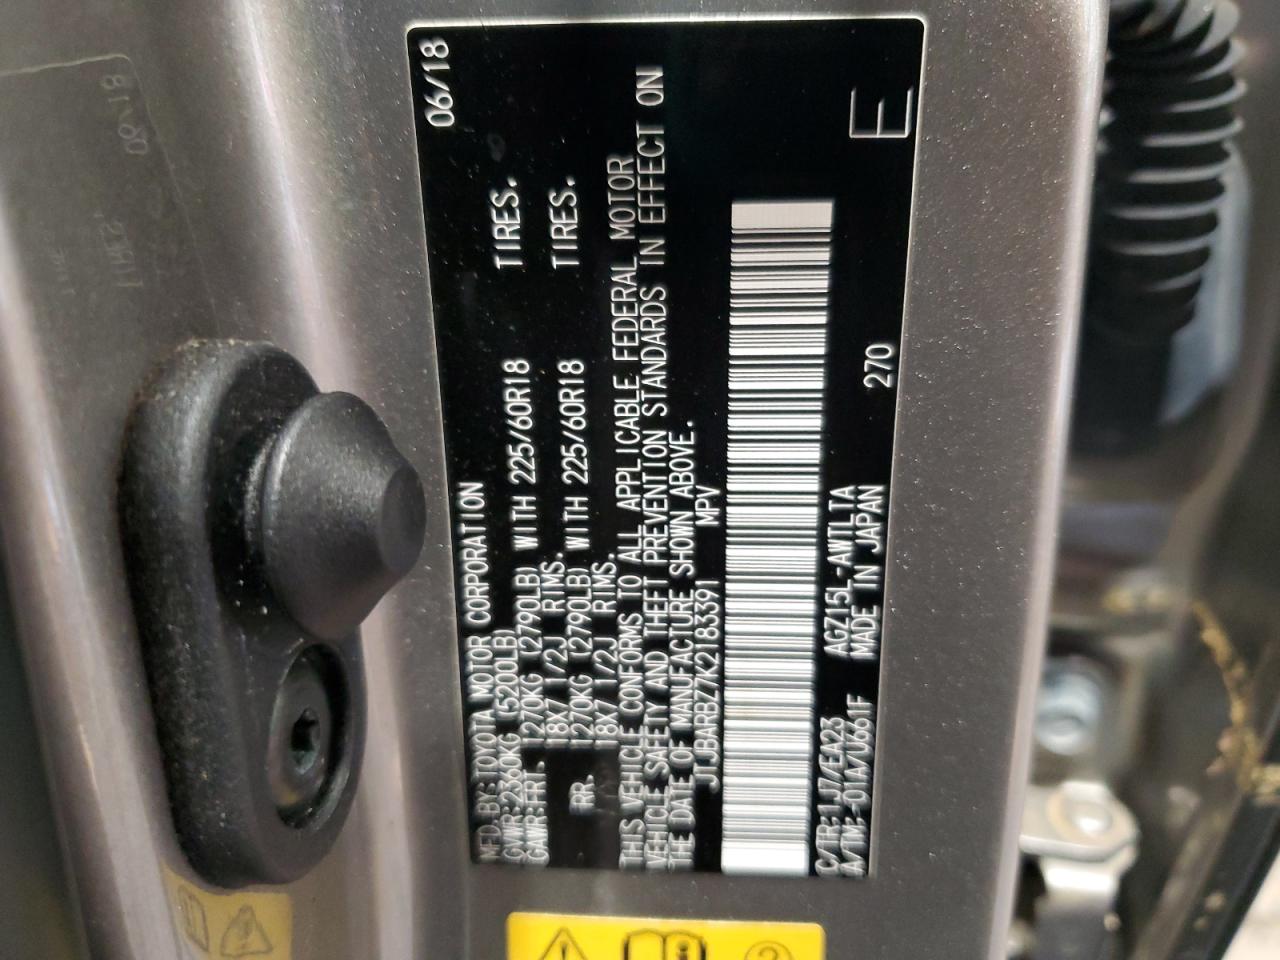 MFD.BY:TOYOTA MOTOR CORPORATION 06/18
GVWR:2360KG (5200LB)
GAWR:FRT. 1270KG (2790LB) WITH 225/60R18 TIRES.
18X7 1/2J RIMS.
RR. 1270KG (2790LB) WITH 225/60R18 TIRES.
18X7 1/2J RIMS.
THIS VEHICLE CONFORMS TO ALL APPLICABLE FEDERAL MOTOR
VEHICLE SAFETY AND THEFT PREVENTION STANDARDS IN EFFECT ON
THE DATE OF MANUFACTURE SHOWN ABOVE.
JTJBARBZ7K2183391 MPV
C/TR:1J7/EA23 AGZ15L-AWTLTA
A/TM:-01A/U661F MADE IN JAPAN 270 E